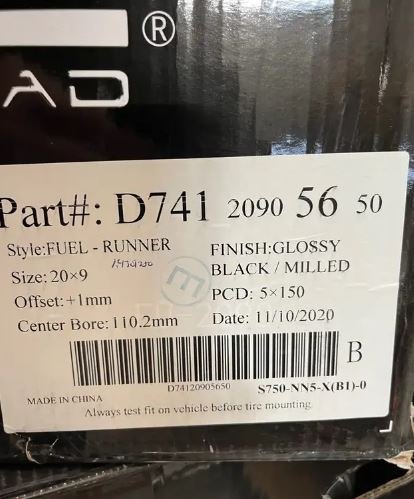 ®
AD
Part#: D741 2090 56 50
Style:FUEL - RUNNER
FINISH:GLOSSY
BLACK / MILLED
Size: 20×9
PCD: 5×150
Offset:+1mm
Center Bore: 110.2mm
Date: 11/10/2020
B
D74120905650
S750-NN5-X(B1)-0
MADE IN CHINA
Always test fit on vehicle before tire mounting.